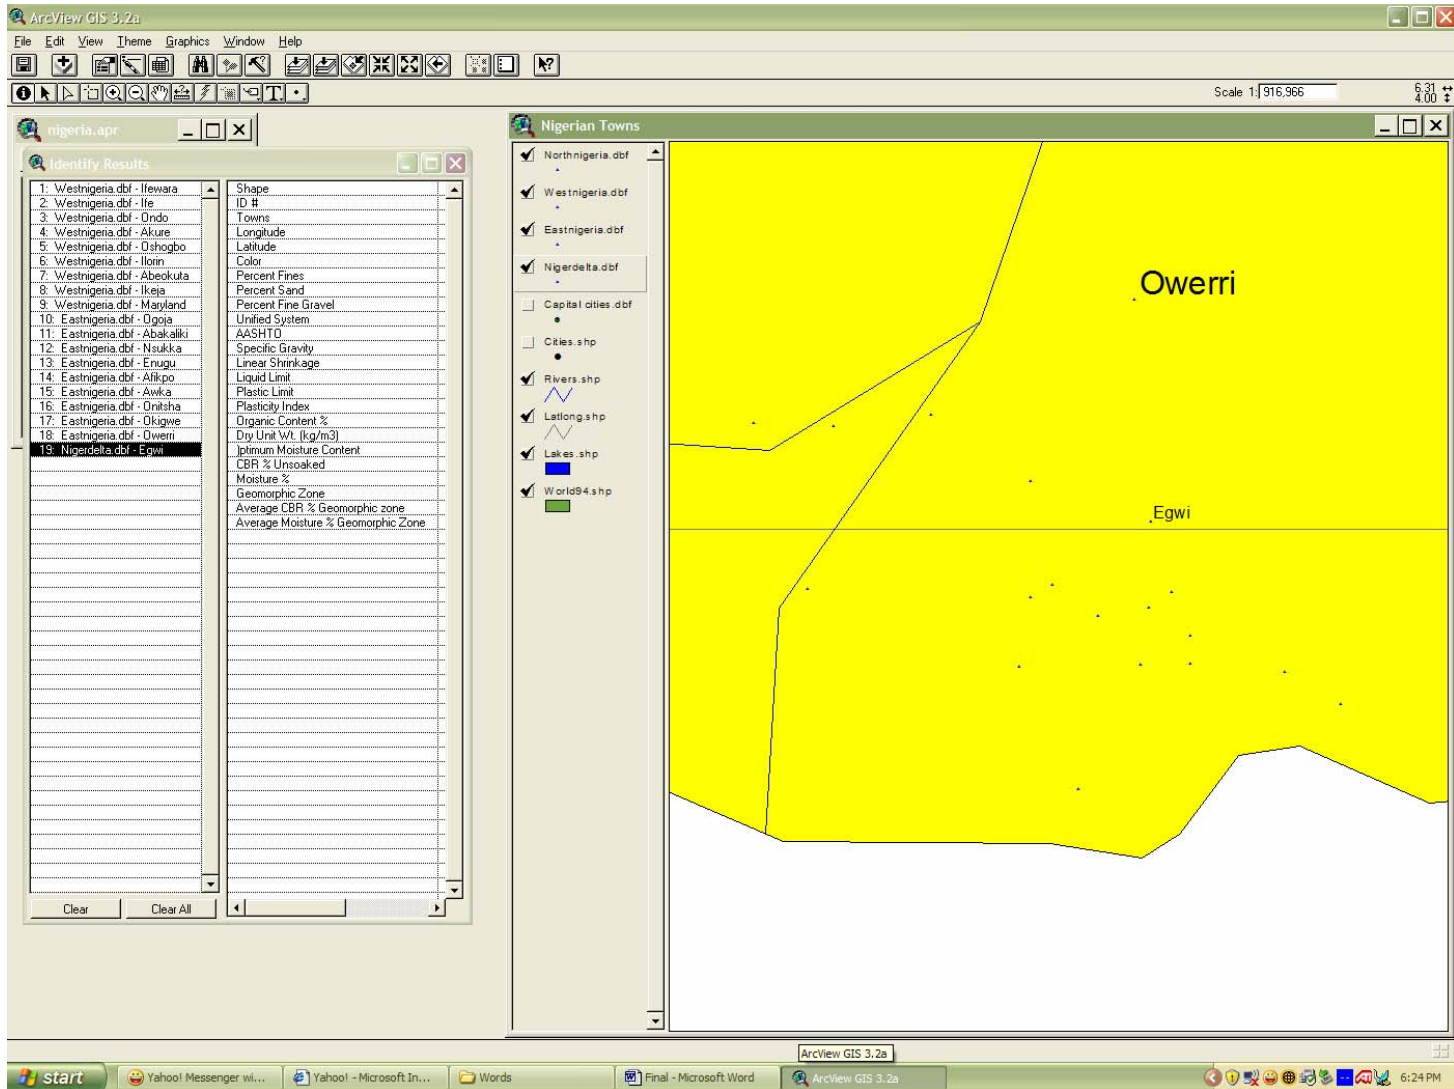 ArcView GIS 3.2a
File Edit View Theme Graphics Window Help
Scale 1: 916,966
6.31
4.00
nigeria.apr
Identify Results
1: Westnigeria.dbf - Ifewara
2: Westnigeria.dbf - Ife
3: Westnigeria.dbf - Ondo
4: Westnigeria.dbf - Akure
5: Westnigeria.dbf - Oshogbo
6: Westnigeria.dbf - Ilorin
7: Westnigeria.dbf - Abeokuta
8: Westnigeria.dbf - Ikeja
9: Westnigeria.dbf - Maryland
10: Eastnigeria.dbf - Ogoja
11: Eastnigeria.dbf - Abakaliki
12: Eastnigeria.dbf - Nsukka
13: Eastnigeria.dbf - Enugu
14: Eastnigeria.dbf - Afikpo
15: Eastnigeria.dbf - Awka
16: Eastnigeria.dbf - Onitsha
17: Eastnigeria.dbf - Okigwe
18: Eastnigeria.dbf - Owerri
19: Nigerdelta.dbf - Egwi
Shape
ID #
Towns
Longitude
Latitude
Color
Percent Fines
Percent Sand
Percent Fine Gravel
Unified System
AASHTO
Specific Gravity
Linear Shrinkage
Liquid Limit
Plastic Limit
Plasticity Index
Organic Content %
Dry Unit Wt. (kg/m3)
)ptimum Moisture Content
CBR % Unsoaked
Moisture %
Geomorphic Zone
Average CBR % Geomorphic zone
Average Moisture % Geomorphic Zone
Clear Clear All
Nigerian Towns
Northnigeria.dbf
Westnigeria.dbf
Eastnigeria.dbf
Nigerdelta.dbf
Capital cities.dbf
Cities.shp
Rivers.shp
Latlong.shp
Lakes.shp
World94.shp
Owerri
Egwi
ArcView GIS 3.2a
start
Yahoo! Messenger wi...
Yahoo! - Microsoft In...
Words
Final - Microsoft Word
ArcView GIS 3.2a
6:24 PM